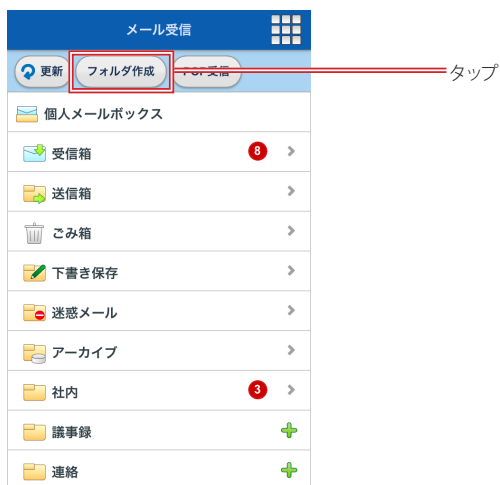 メール受信
更新 フォルダ作成 POP受信
タップ
個人メールボックス
受信箱 8
送信箱
ごみ箱
下書き保存
迷惑メール
アーカイブ
社内 3
議事録
連絡